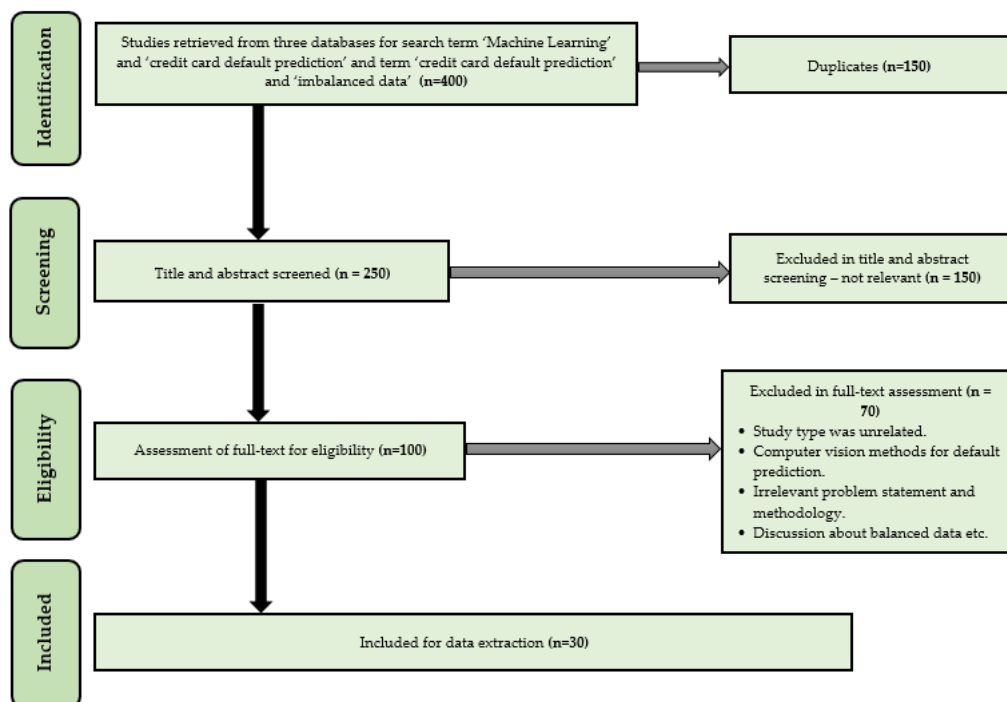 Identification
Studies retrieved from three databases for search term ‘Machine Learning’
and ‘credit card default prediction’ and term ‘credit card default prediction’
and ‘imbalanced data’ (n=400)
Duplicates (n=150)
Screening
Title and abstract screened (n = 250)
Excluded in title and abstract
screening – not relevant (n = 150)
Eligibility
Assessment of full-text for eligibility (n=100)
Excluded in full-text assessment (n =
70)
• Study type was unrelated.
• Computer vision methods for default
prediction.
• Irrelevant problem statement and
methodology.
• Discussion about balanced data etc.
Included
Included for data extraction (n=30)